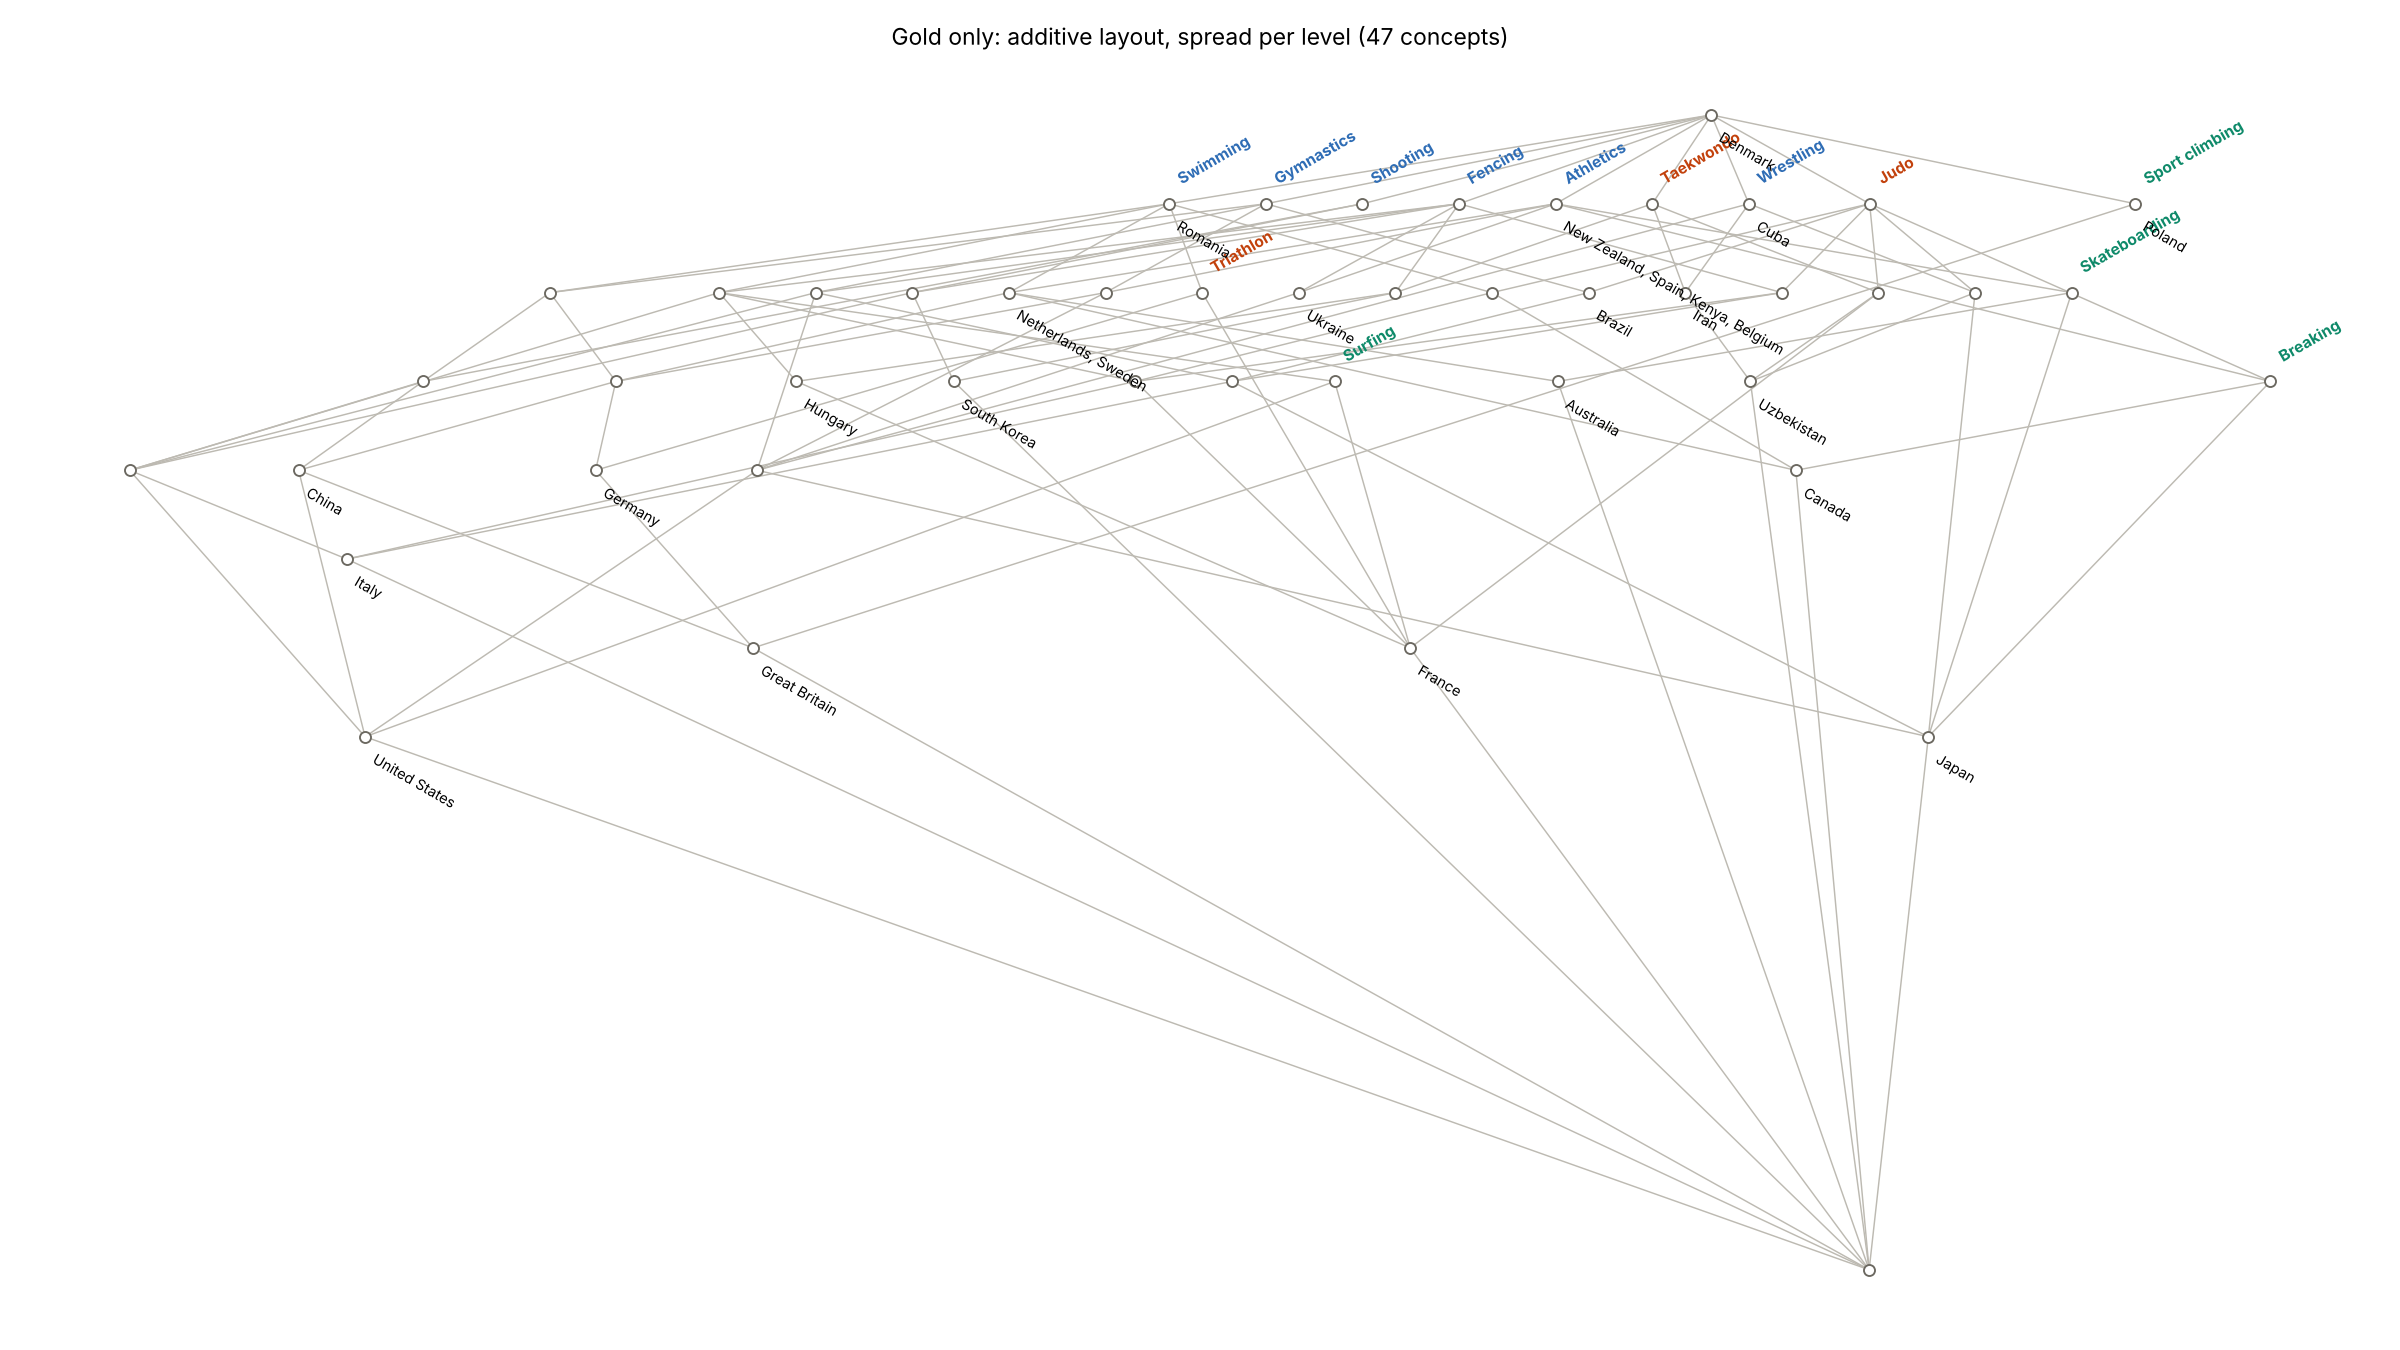 Gold only: additive layout, spread per level (47 concepts)
Denmark
Swimming
Gymnastics
Shooting
Fencing
Athletics
Taekwondo
Wrestling
Judo
Sport climbing
Romania
New Zealand, Spain, Kenya, Belgium
Cuba
Poland
Triathlon
Skateboarding
Netherlands, Sweden
Ukraine
Brazil
Iran
Surfing
Breaking
Hungary
South Korea
Australia
Uzbekistan
China
Germany
Canada
Italy
Great Britain
France
United States
Japan